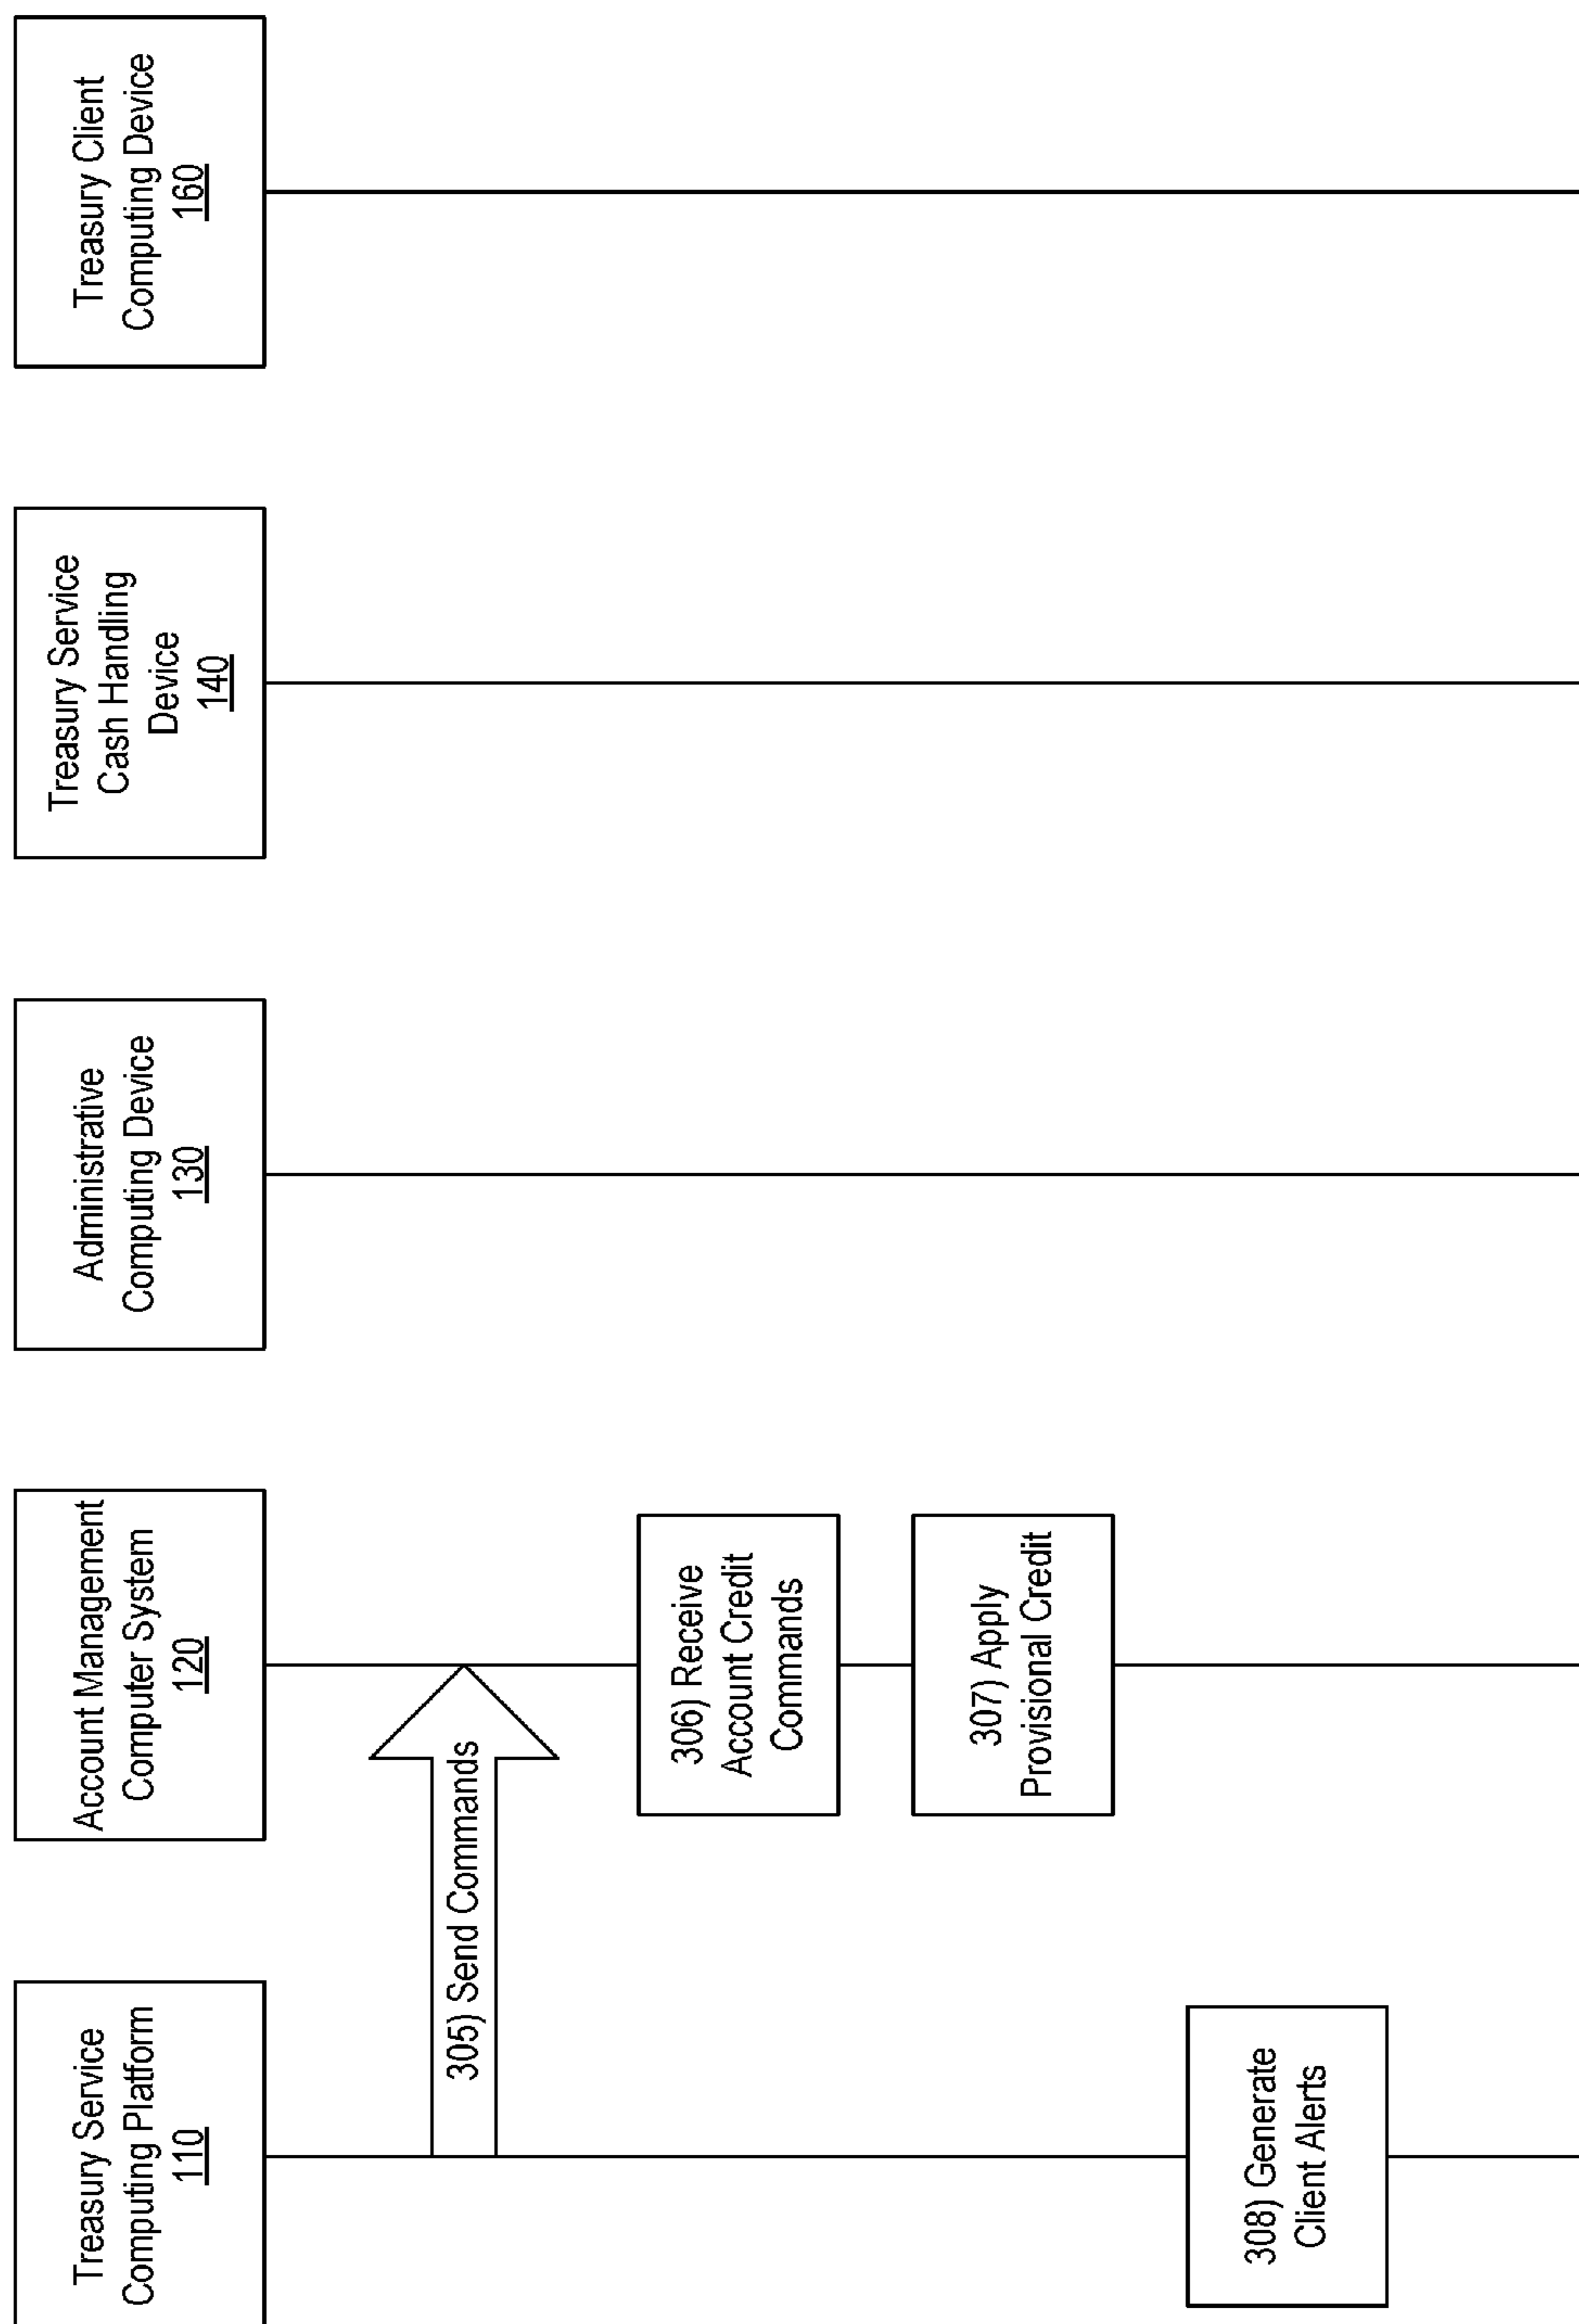 Treasury Service
Computing Platform
110
Account Management
Computer System
120
Administrative
Computing Device
130
Treasury Service
Cash Handling
Device
140
Treasury Client
Computing Device
160
305) Send Commands
306) Receive
Account Credit
Commands
307) Apply
Provisional Credit
308) Generate
Client Alerts